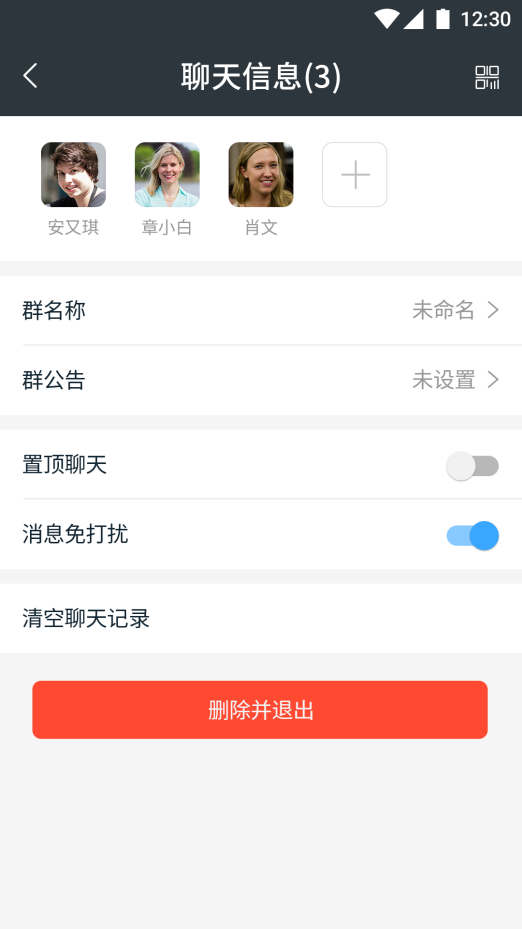 12:30
聊天信息(3)
安又琪 章小白 肖文
群名称 未命名
群公告 未设置
置顶聊天
消息免打扰
清空聊天记录
删除并退出